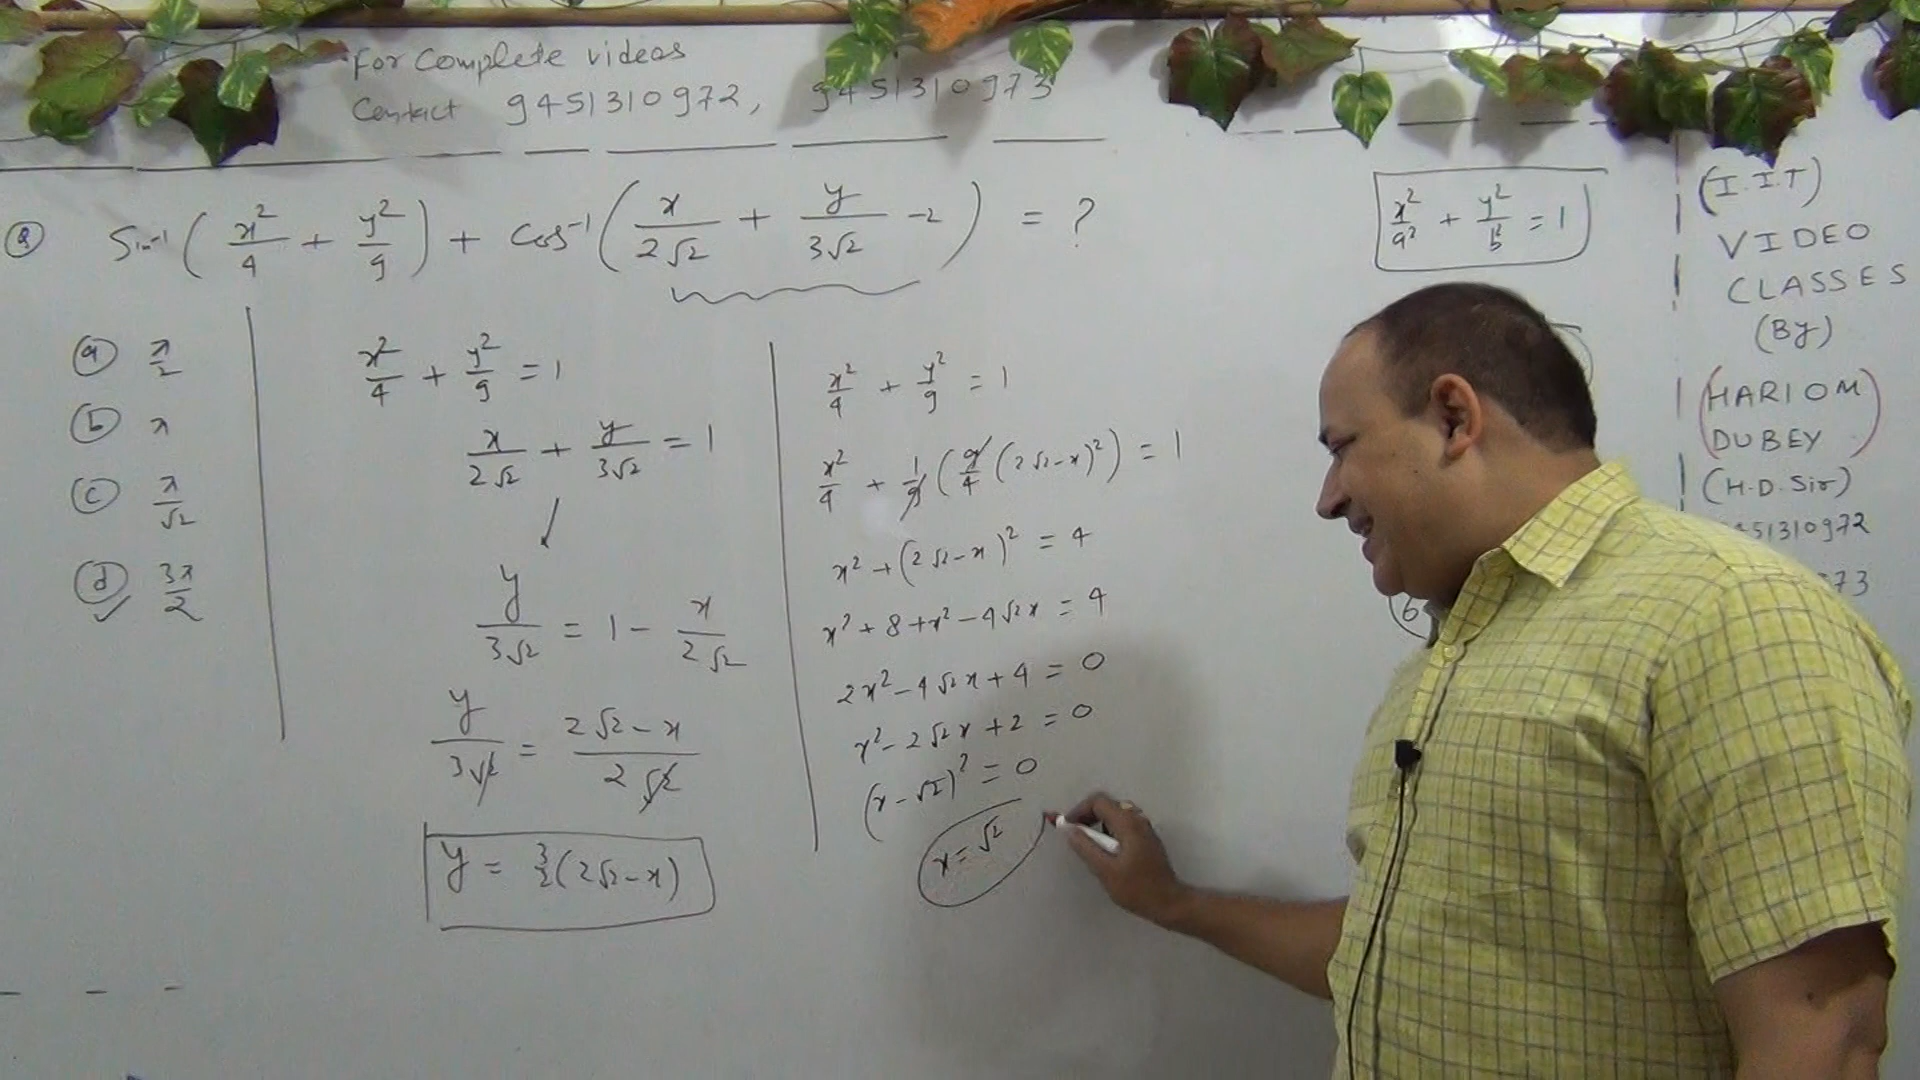 For Complete videos
Contact 9451310972, 9451310973
Q Sin⁻¹ ( x²/4 + y²/9 ) + Cos⁻¹ ( x/2√2 + y/3√2 -2 ) = ?
(a) π/2
(b) π
(c) π/√2
(d) 3π/2
x²/4 + y²/9 = 1
x/2√2 + y/3√2 = 1
y/3√2 = 1 - x/2√2
y/3√2 = 2√2-x/2√2
y = 3/2(2√2-x)
x²/4 + y²/9 = 1
x²/4 + 1/9 ( 9/4 (2√2-x)² ) = 1
x² + (2√2-x)² = 4
x² + 8 + x² - 4√2x = 4
2x² - 4√2x + 4 = 0
x² - 2√2x + 2 = 0
(x-√2)² = 0
x = √2
x²/a² + y²/b² = 1
6
(I.I.T)
VIDEO
CLASSES
(By)
(HARIOM
DUBEY)
(H.D. Sir)
51310972
73